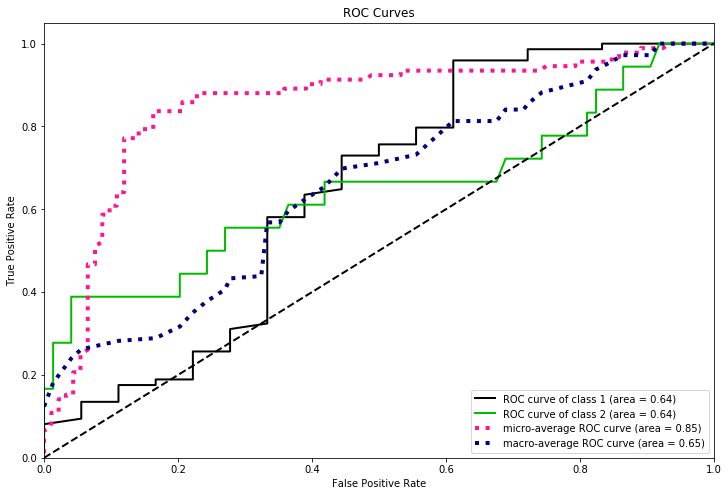 ROC Curves
True Positive Rate
1.0
0.8
0.6
0.4
0.2
0.0
0.0 0.2 0.4 0.6 0.8 1.0
False Positive Rate
ROC curve of class 1 (area = 0.64)
ROC curve of class 2 (area = 0.64)
micro-average ROC curve (area = 0.85)
macro-average ROC curve (area = 0.65)